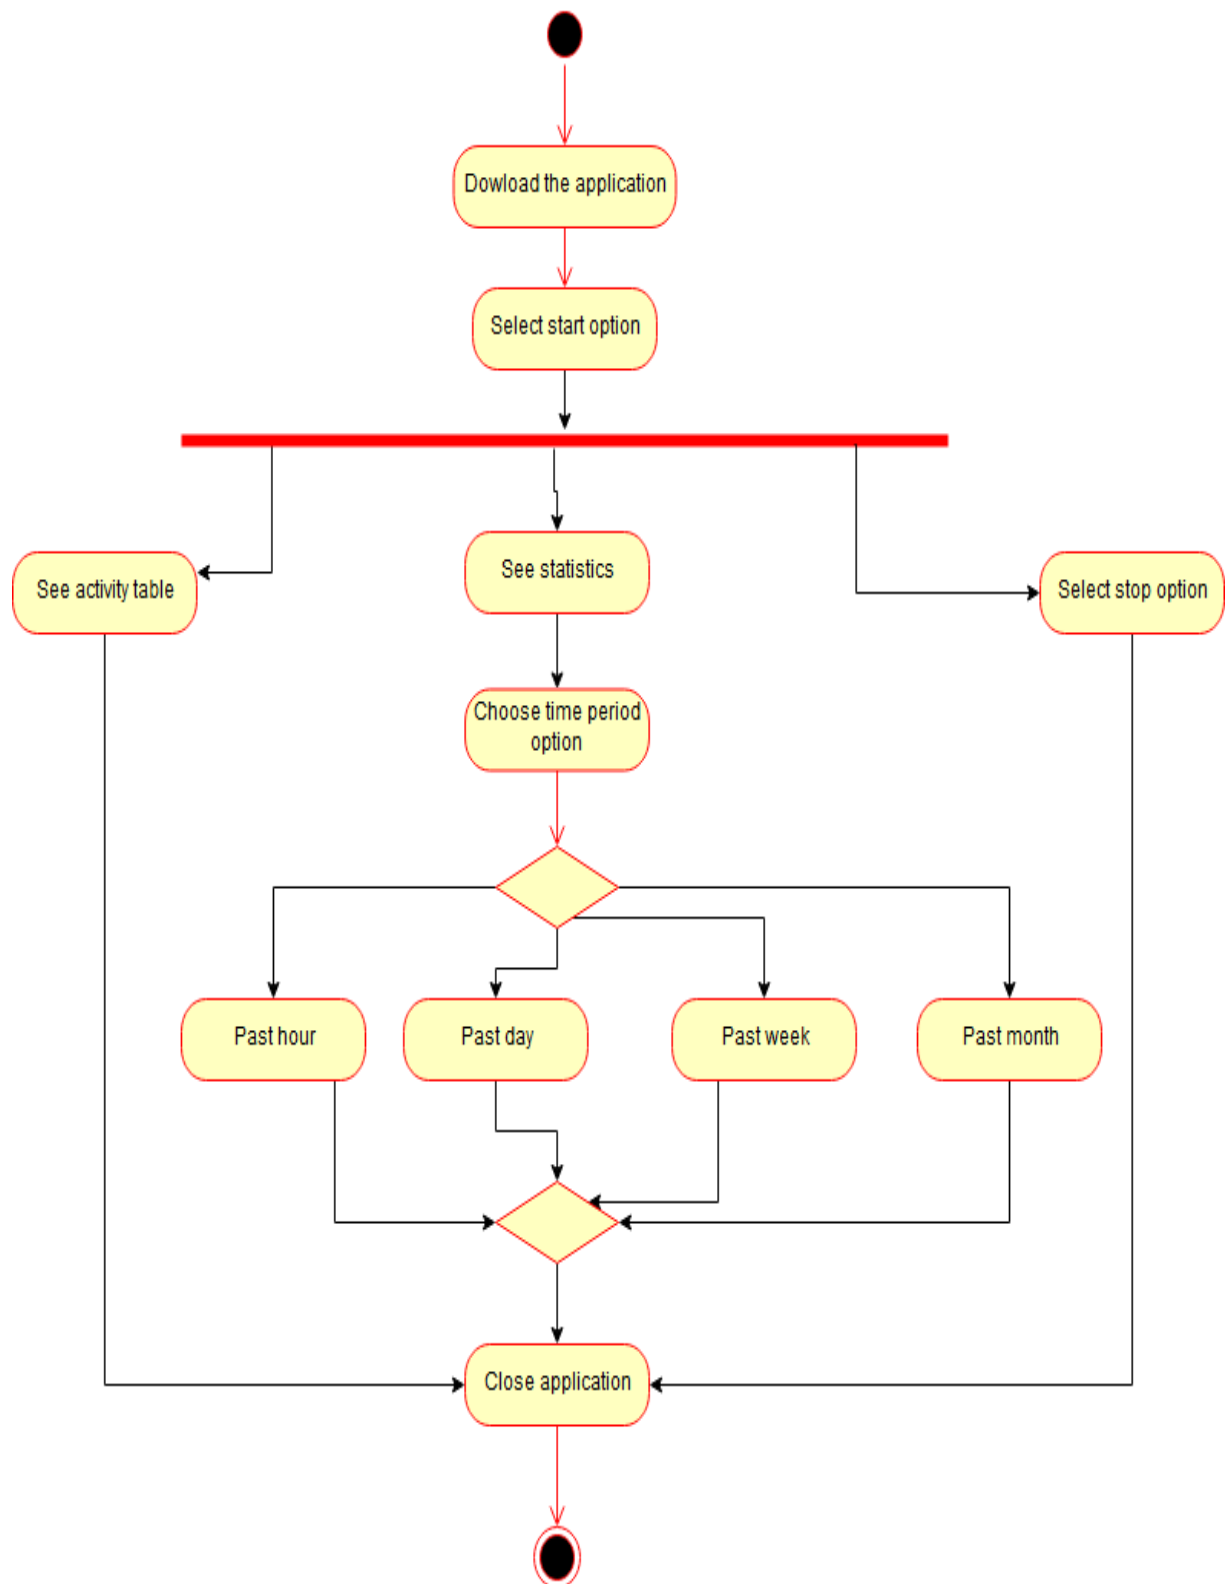 Dowload the application
Select start option
See activity table
See statistics
Select stop option
Choose time period
option
Past hour
Past day
Past week
Past month
Close application